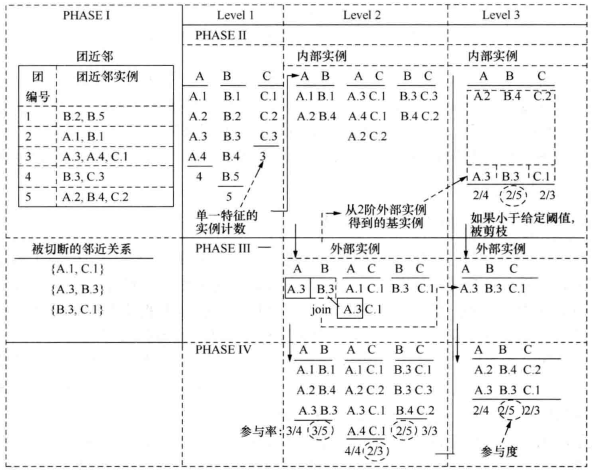 PHASE I Level 1 Level 2 Level 3
PHASE II
团近邻 内部实例 内部实例
团编号 团近邻实例
1 B.2, B.5
2 A.1, B.1
3 A.3, A.4, C.1
4 B.3, C.3
5 A.2, B.4, C.2
A B C
A.1 B.1 C.1
A.2 B.2 C.2
A.3 B.3 C.3
A.4 B.4 3
4 B.5
5
单一特征的
实例计数
A B A C B C
A.1 B.1 A.3 C.1 B.3 C.3
A.2 B.4 A.4 C.1 B.4 C.2
A.2 C.2
从2阶外部实例
得到的基实例
A B C
A.2 B.4 C.2
A.3 B.3 C.1
2/4 2/5 2/3
如果小于给定阈值,
被剪枝
被切断的邻近关系
{A.1, C.1}
{A.3, B.3}
{B.3, C.1}
PHASE III 外部实例 外部实例
A B A C B C
A.3 B.3 A.1 C.1 B.3 C.1
join A.3 C.1
A B C
A.3 B.3 C.1
PHASE IV
A B A C B C
A.1 B.1 A.1 C.1 B.3 C.1
A.2 B.4 A.2 C.2 B.3 C.3
A.3 B.3 A.3 C.1 B.4 C.2
参与率: 3/4 3/5 A.4 C.1 2/5 3/3
4/4 2/3
A B C
A.2 B.4 C.2
A.3 B.3 C.1
2/4 2/5 2/3
参与度